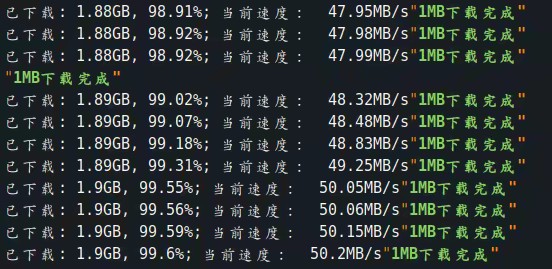 已下载: 1.88GB, 98.91%; 当前速度： 47.95MB/s"1MB下载完成"
已下载: 1.88GB, 98.92%; 当前速度： 47.98MB/s"1MB下载完成"
已下载: 1.88GB, 98.92%; 当前速度： 47.99MB/s"1MB下载完成"
"1MB下载完成"
已下载: 1.89GB, 99.02%; 当前速度： 48.32MB/s"1MB下载完成"
已下载: 1.89GB, 99.07%; 当前速度： 48.48MB/s"1MB下载完成"
已下载: 1.89GB, 99.18%; 当前速度： 48.83MB/s"1MB下载完成"
已下载: 1.89GB, 99.31%; 当前速度： 49.25MB/s"1MB下载完成"
已下载: 1.9GB, 99.55%; 当前速度： 50.05MB/s"1MB下载完成"
已下载: 1.9GB, 99.56%; 当前速度： 50.06MB/s"1MB下载完成"
已下载: 1.9GB, 99.59%; 当前速度： 50.15MB/s"1MB下载完成"
已下载: 1.9GB, 99.6%; 当前速度： 50.2MB/s"1MB下载完成"